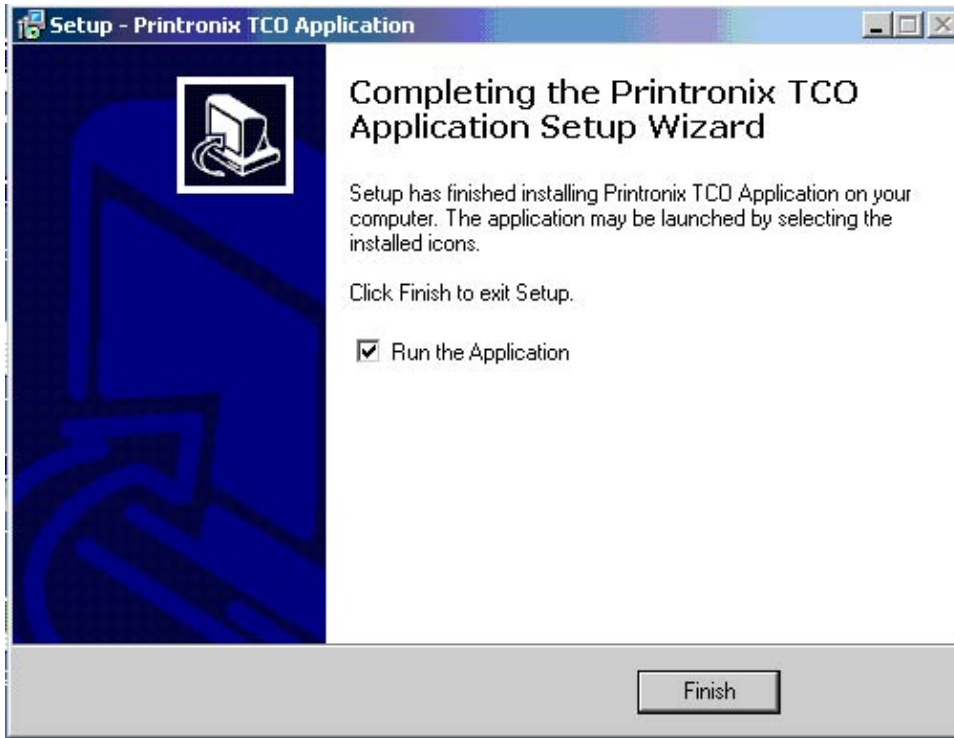 Setup - Printronix TCO Application
Completing the Printronix TCO
Application Setup Wizard
Setup has finished installing Printronix TCO Application on your
computer. The application may be launched by selecting the
installed icons.
Click Finish to exit Setup.
Run the Application
Finish